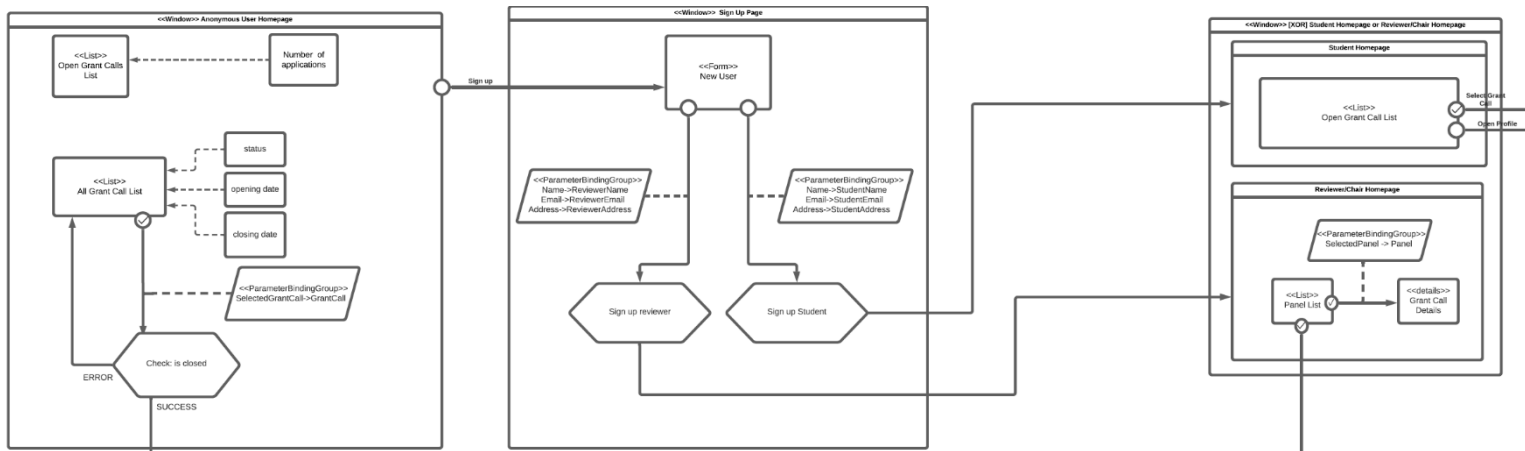 <<Window>> Anonymous User Homepage
<<List>>
Open Grant Calls
List
Number of
applications
<<List>>
All Grant Call List
status
opening date
closing date
<<ParameterBindingGroup>>
SelectedGrantCall->GrantCall
Check: is closed
ERROR
SUCCESS
Sign up
<<Window>> Sign Up Page
<<Form>>
New User
<<ParameterBindingGroup>>
Name->ReviewerName
Email->ReviewerEmail
Address->ReviewerAddress
<<ParameterBindingGroup>>
Name->StudentName
Email->StudentEmail
Address->StudentAddress
Sign up reviewer
Sign up Student
<<Window>> [XOR] Student Homepage or Reviewer/Chair Homepage
Student Homepage
<<List>>
Open Grant Call List
Select Grant
Call
Open Profile
Reviewer/Chair Homepage
<<ParameterBindingGroup>>
SelectedPanel -> Panel
<<List>>
Panel List
<<details>>
Grant Call
Details